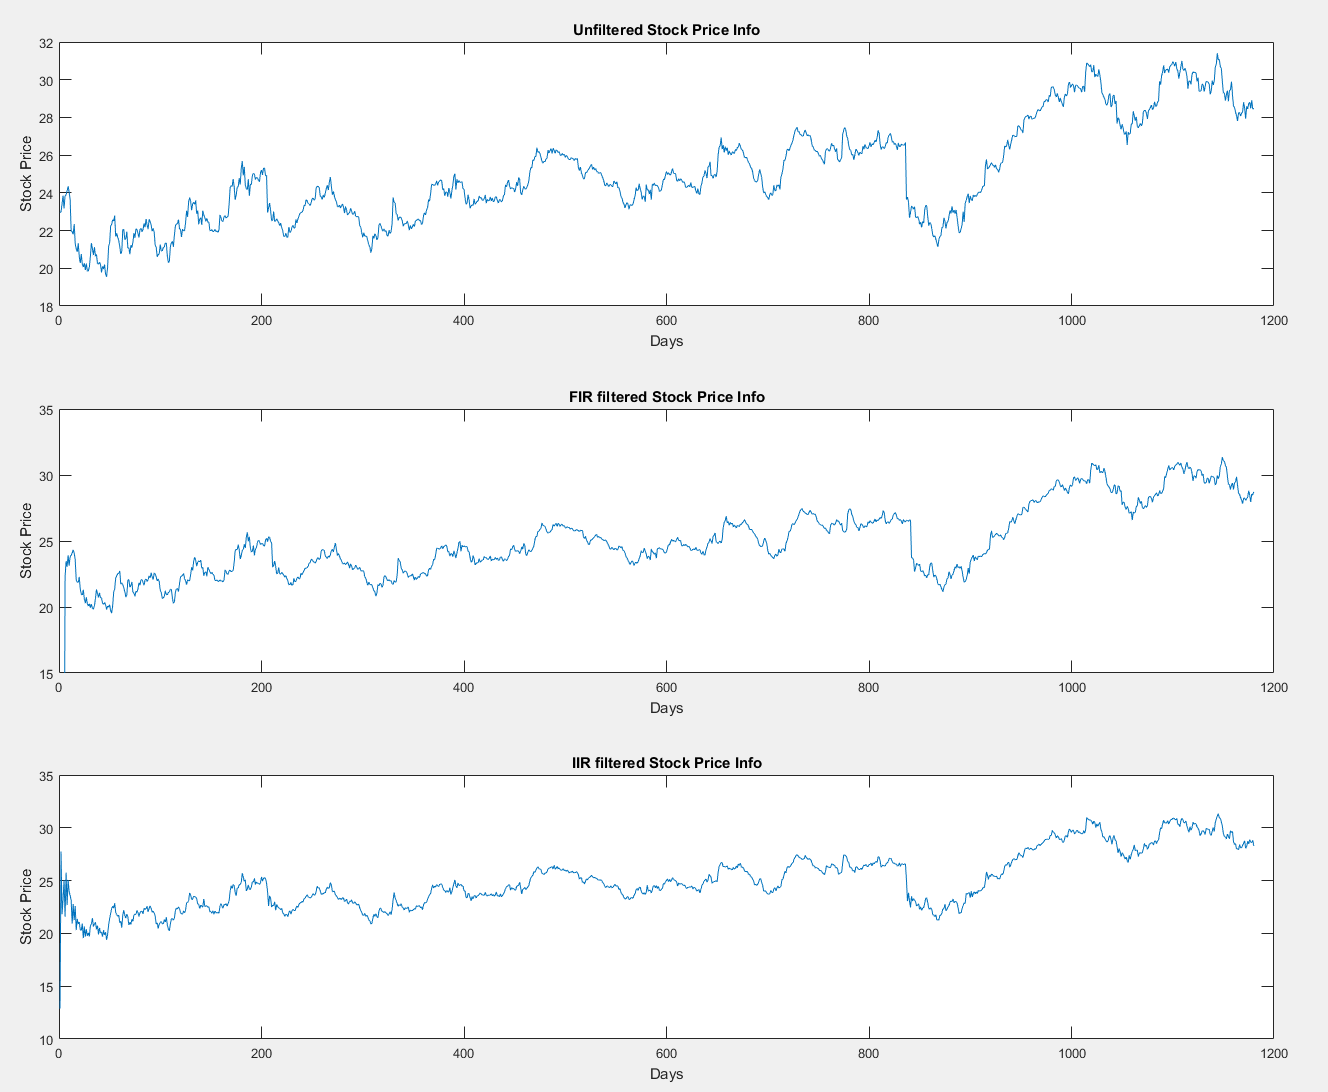 Unfiltered Stock Price Info
32
30
28
26
24
22
20
18
Stock Price
0 200 400 600 800 1000 1200
Days
FIR filtered Stock Price Info
35
30
25
20
15
Stock Price
0 200 400 600 800 1000 1200
Days
IIR filtered Stock Price Info
35
30
25
20
15
10
Stock Price
0 200 400 600 800 1000 1200
Days